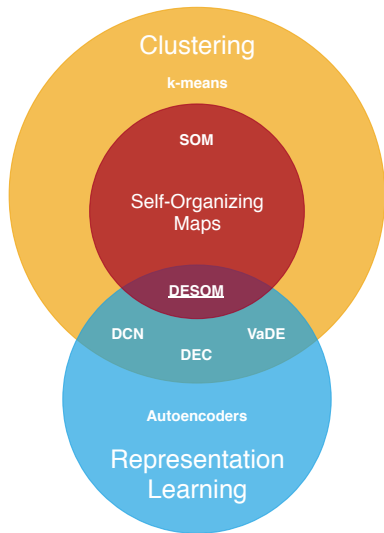 Clustering
k-means
SOM
Self-Organizing
Maps
DESOM
DCN
VaDE
DEC
Autoencoders
Representation
Learning